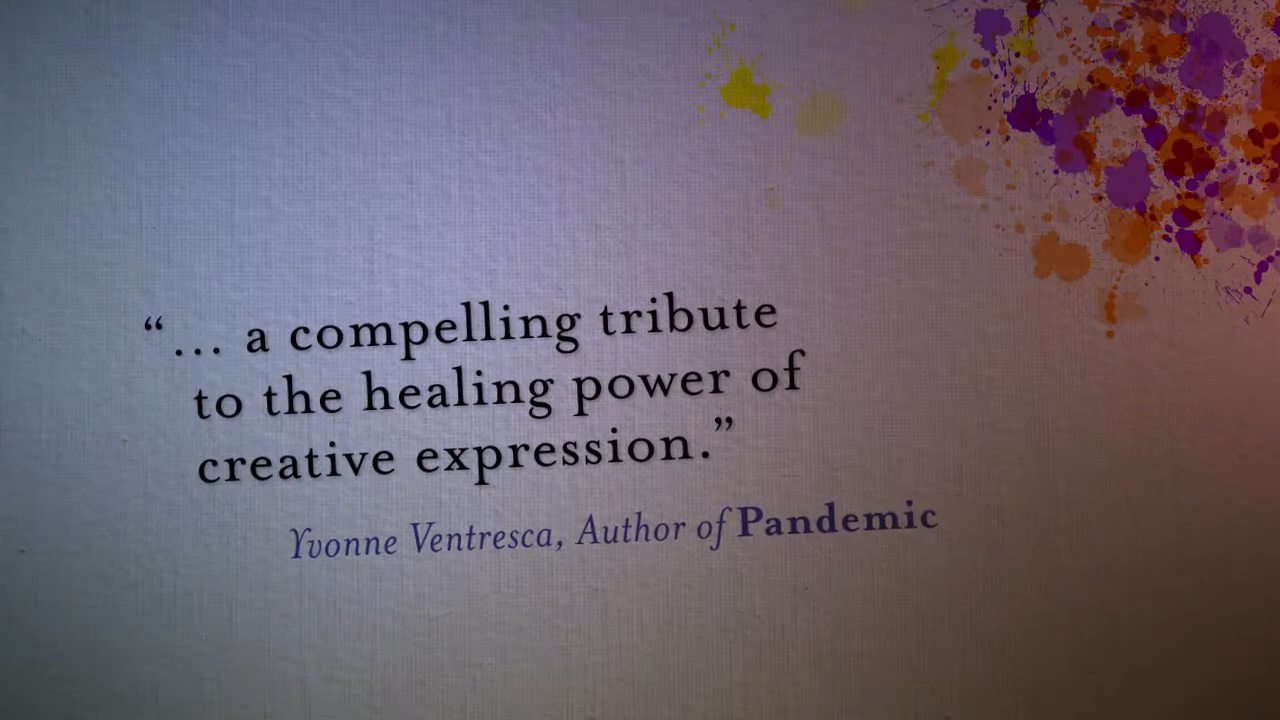 “... a compelling tribute
to the healing power of
creative expression.”
Yvonne Ventresca, Author of Pandemic